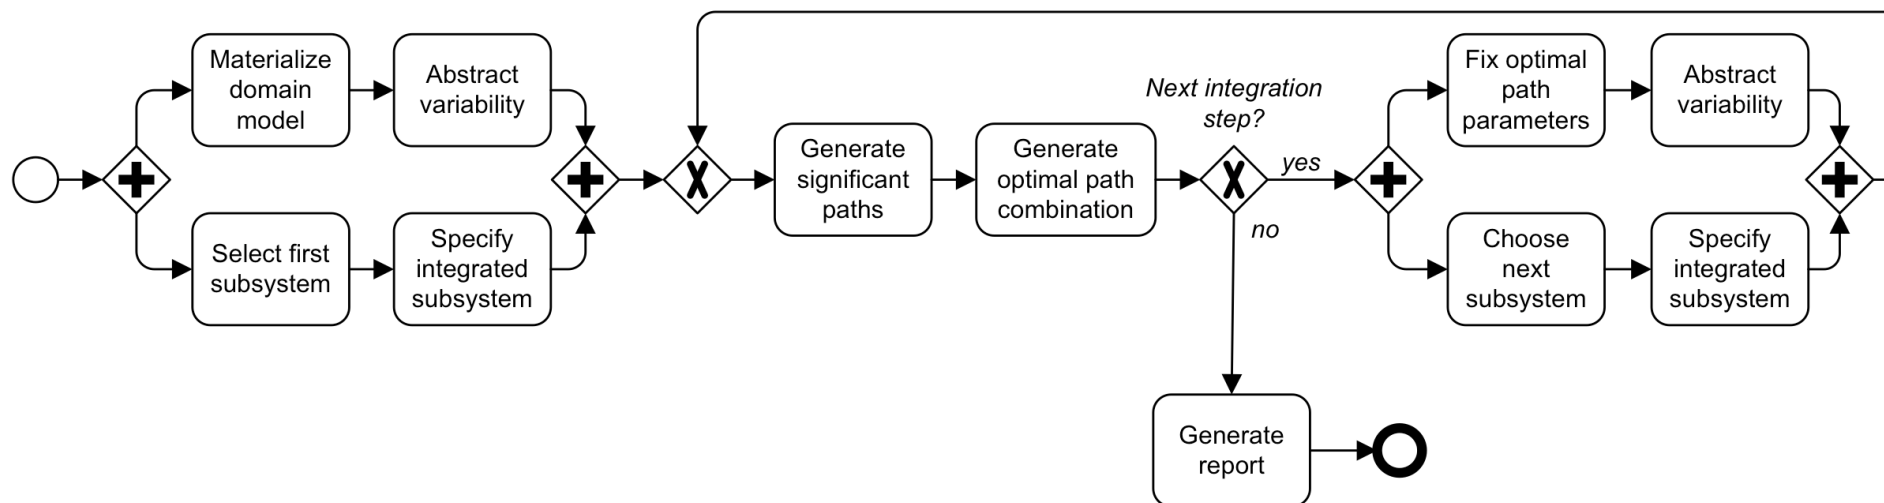 Materialize
domain
model
Abstract
variability
Select first
subsystem
Specify
integrated
subsystem
Generate
significant
paths
Generate
optimal path
combination
Next integration
step?
yes
no
Fix optimal
path
parameters
Abstract
variability
Choose
next
subsystem
Specify
integrated
subsystem
Generate
report